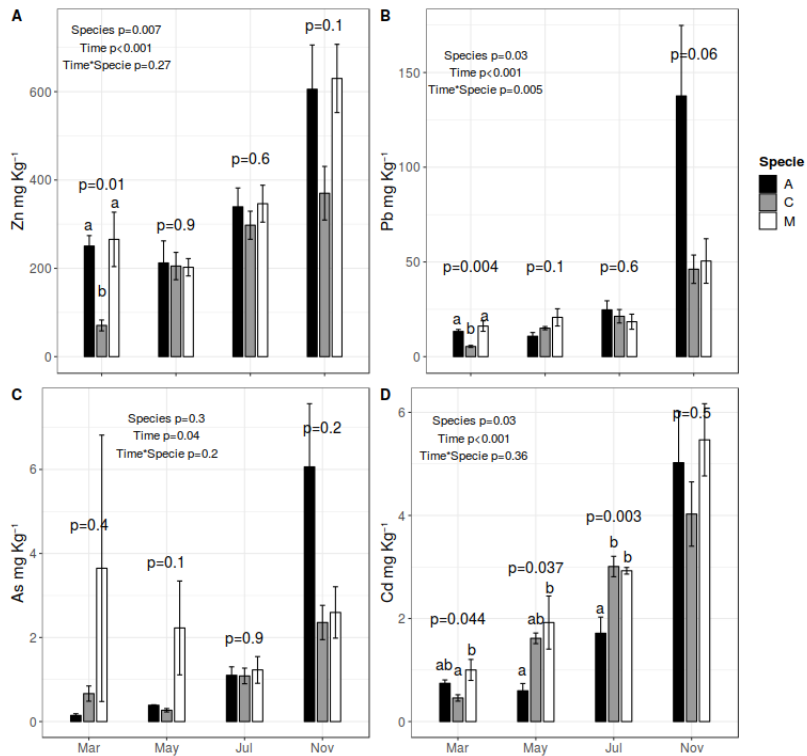 A
Species p=0.007
Time p<0.001
Time*Specie p=0.27
p=0.01
p=0.9
p=0.6
p=0.1
a
b
a
Zn mg Kg⁻¹
600
400
200
0
B
Species p=0.03
Time p<0.001
Time*Specie p=0.005
p=0.004
p=0.1
p=0.6
p=0.06
a
b
a
Pb mg Kg⁻¹
150
100
50
0
Specie
A
C
M
C
Species p=0.3
Time p=0.04
Time*Specie p=0.2
p=0.4
p=0.1
p=0.9
p=0.2
As mg Kg⁻¹
6
4
2
0
Mar
May
Jul
Nov
D
Species p=0.03
Time p<0.001
Time*Specie p=0.36
p=0.044
p=0.037
p=0.003
p=0.5
ab
a
b
a
ab
b
a
b
b
Cd mg Kg⁻¹
6
4
2
0
Mar
May
Jul
Nov